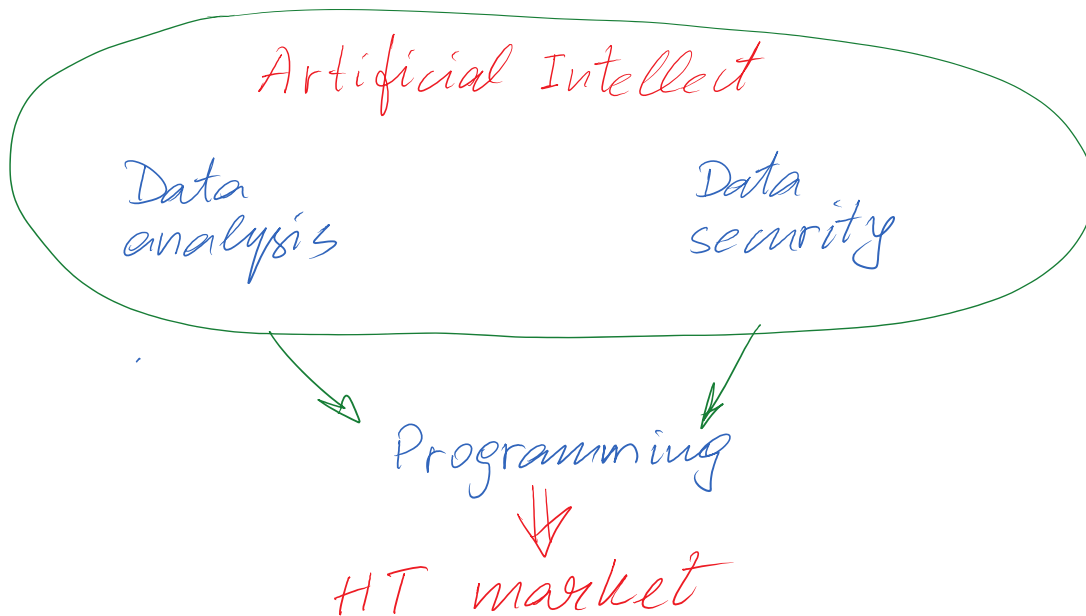 Artificial Intellect
Data
analysis
Data
security
Programming
HT market